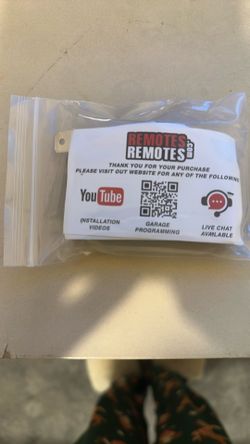 REMOTES
REMOTES.com
THANK YOU FOR YOUR PURCHASE
PLEASE VISIT OUT WEBSITE FOR ANY OF THE FOLLOWING
YouTube
INSTALLATION
VIDEOS
GARAGE
PROGRAMMING
LIVE CHAT
AVAILABLE